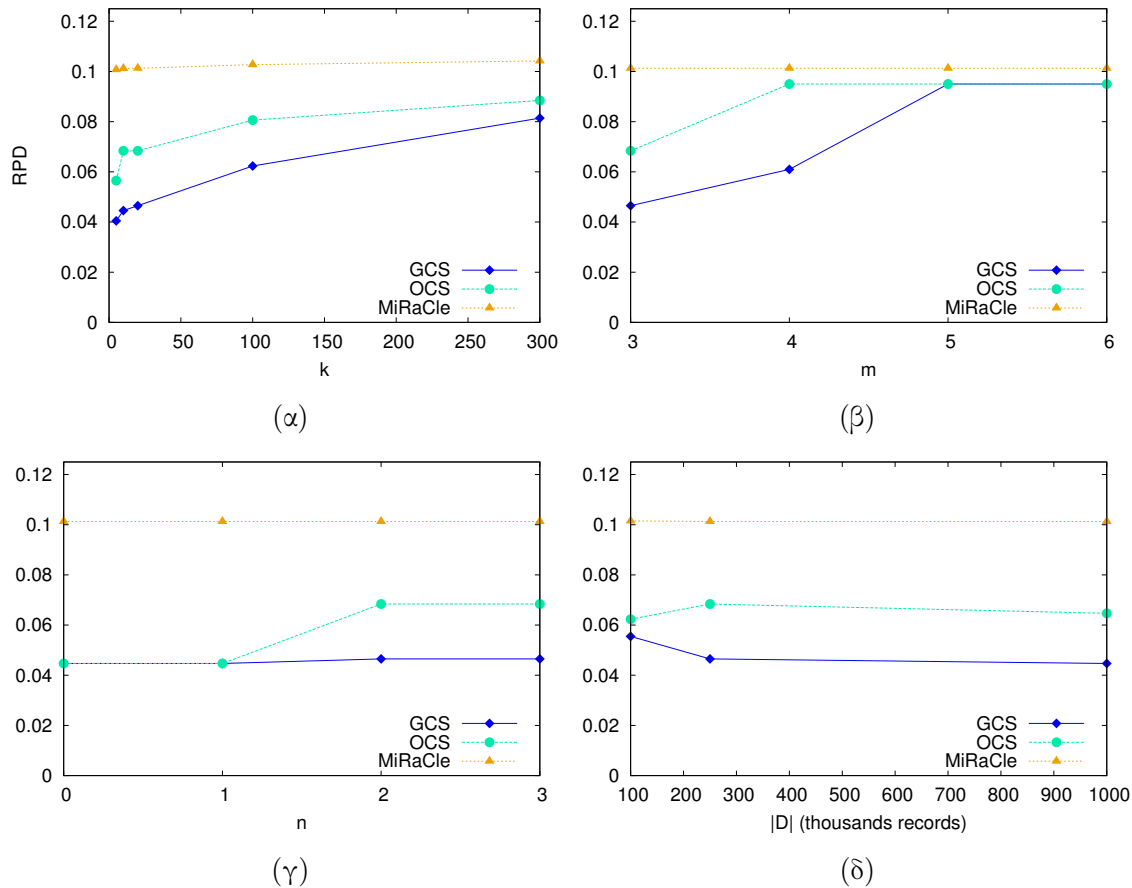 0.12
0.1
0.08
RPD
0.06
0.04
0.02
0
GCS
OCS
MiRaCle
0 50 100 150 200 250 300
k
(α)
0.12
0.1
0.08
0.06
0.04
0.02
0
GCS
OCS
MiRaCle
3 4 5 6
m
(β)
0.12
0.1
0.08
0.06
0.04
0.02
0
GCS
OCS
MiRaCle
0 1 2 3
n
(γ)
0.12
0.1
0.08
0.06
0.04
0.02
0
GCS
OCS
MiRaCle
100 200 300 400 500 600 700 800 900 1000
|D| (thousands records)
(δ)